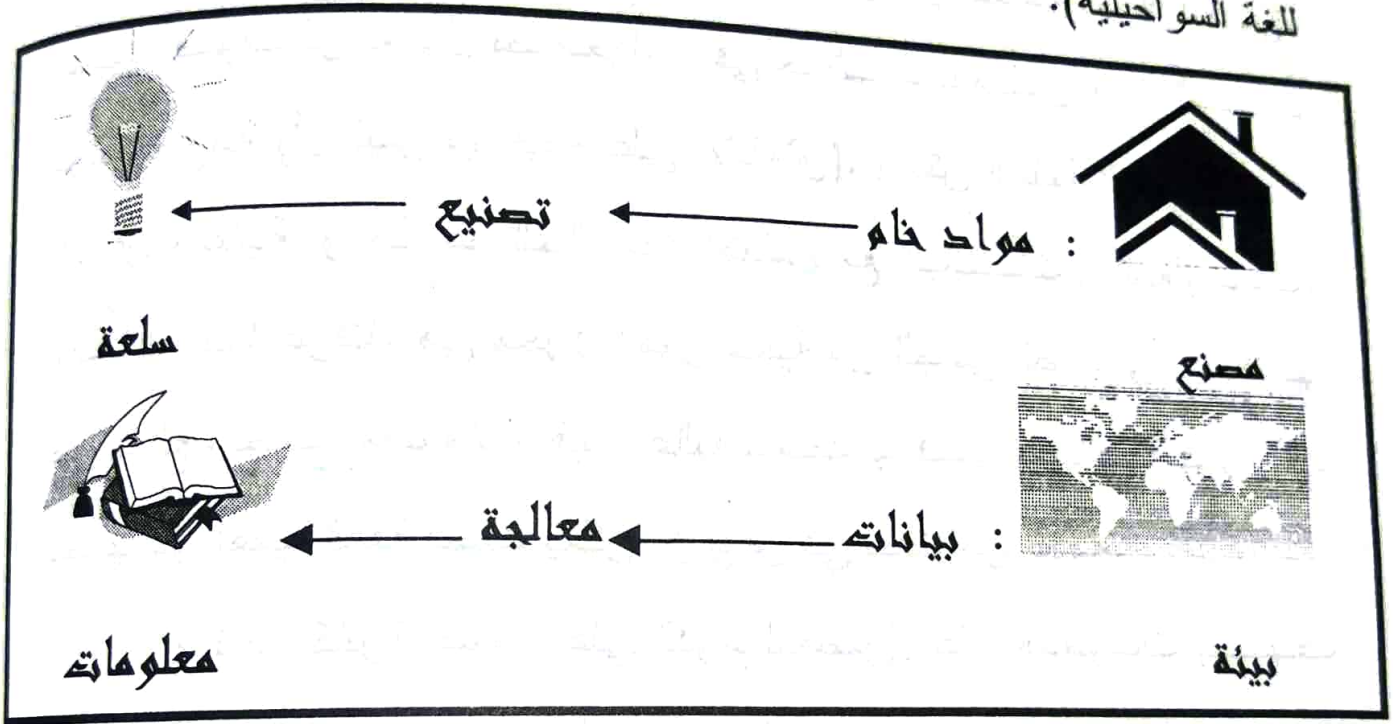 للغة السواحيلية).
: مواد خام
تصنيع
سلعة
مصنع
: بيانات
معالجة
معلومات
بيئة